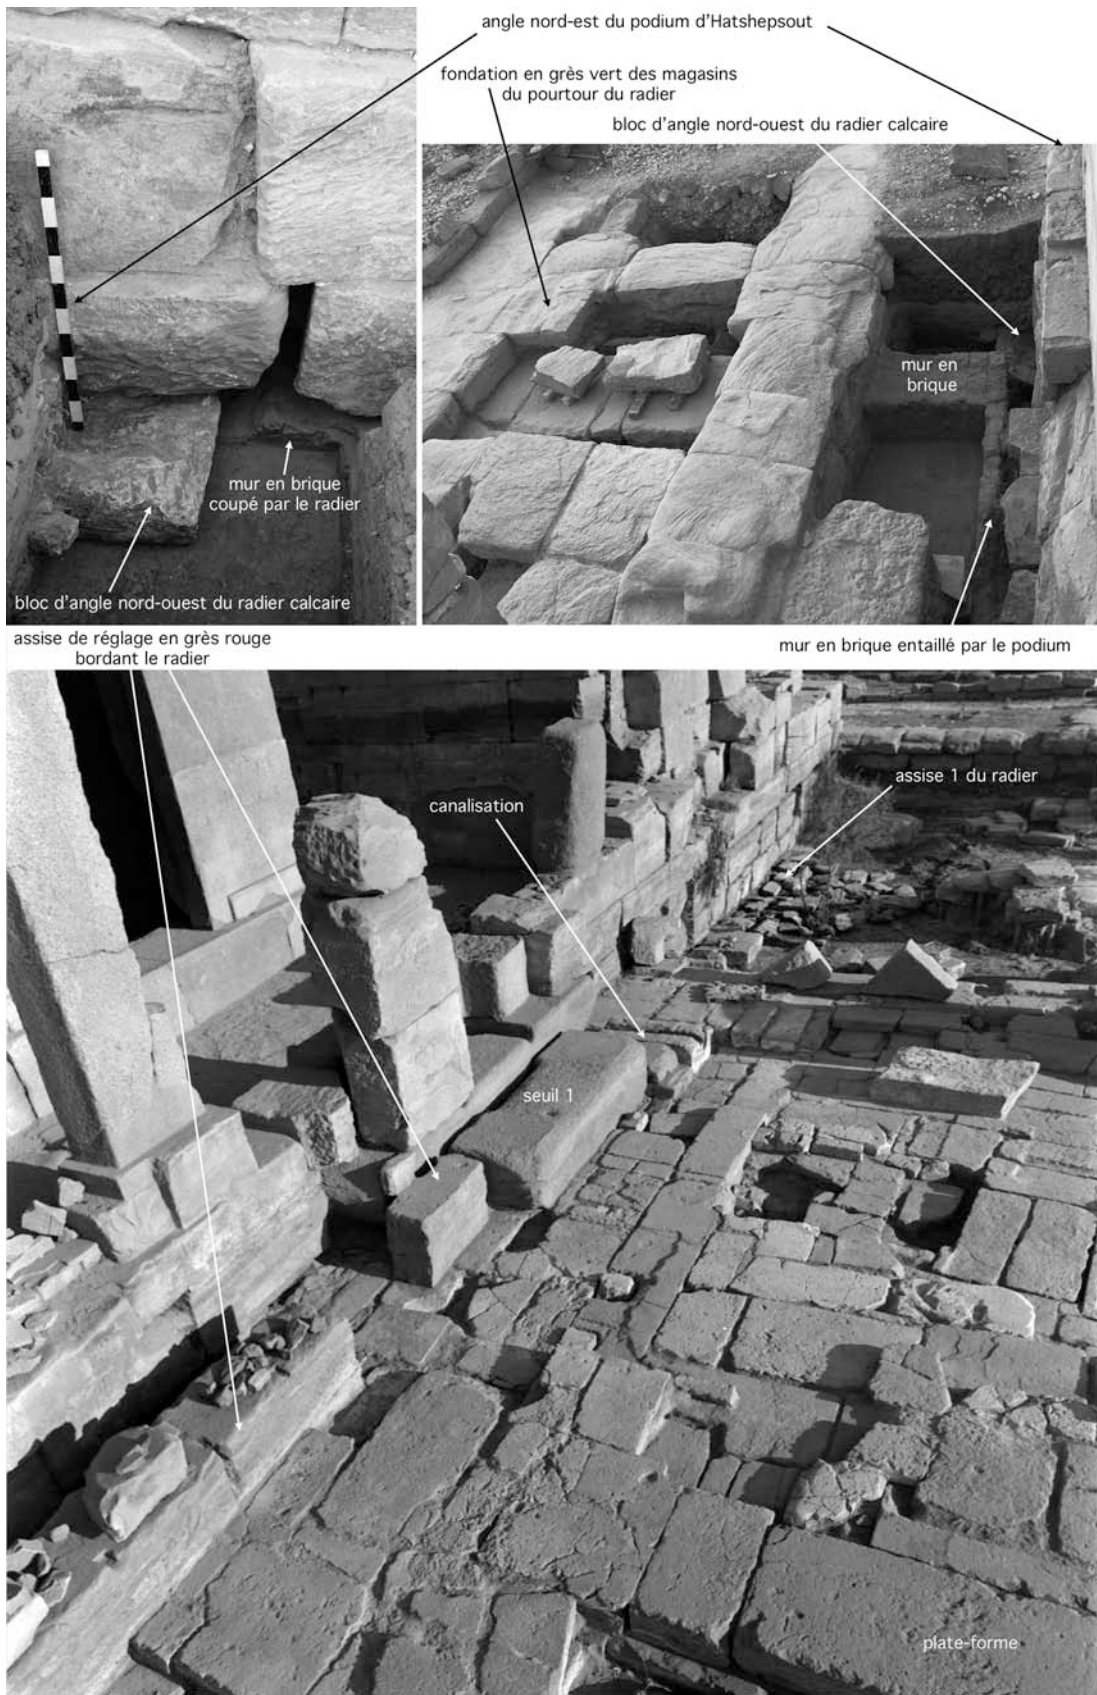 angle nord-est du podium d'Hatshepsout
fondation en grès vert des magasins
du pourtour du radier
bloc d'angle nord-ouest du radier calcaire
mur en
brique
mur en brique
coupé par le radier
bloc d'angle nord-ouest du radier calcaire
assise de réglage en grès rouge
bordant le radier
mur en brique entaillé par le podium
assise 1 du radier
canalisation
seuil 1
plate-forme